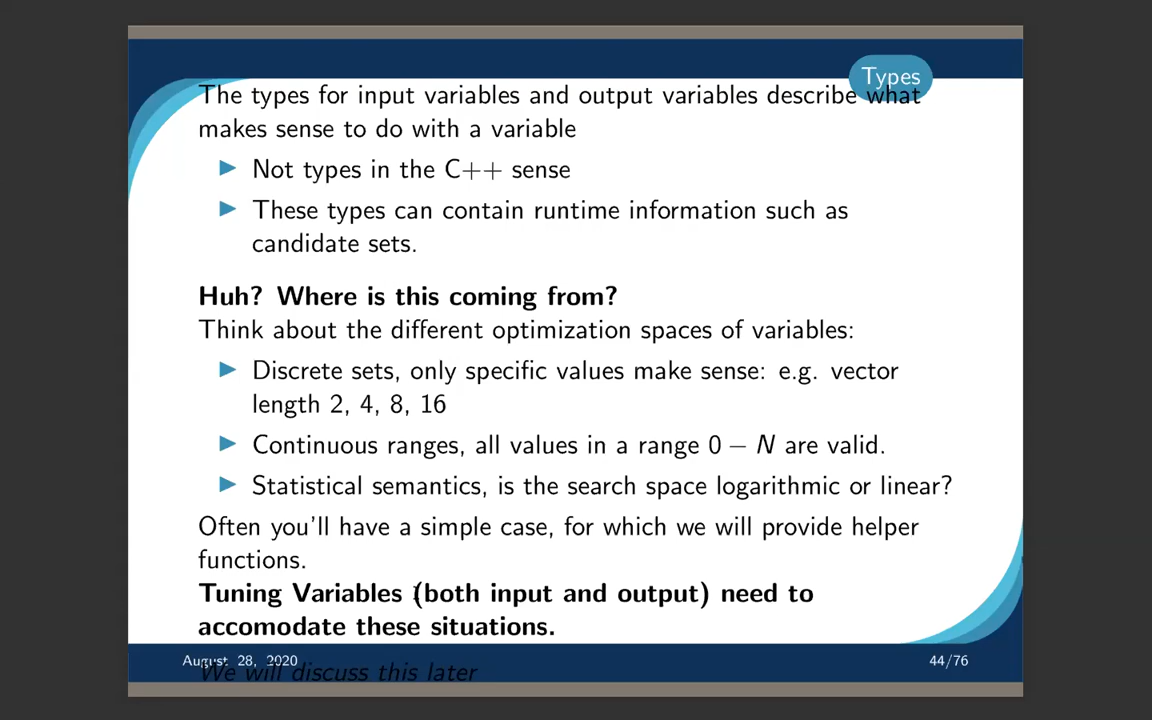 Types
The types for input variables and output variables describe what
makes sense to do with a variable
Not types in the C++ sense
These types can contain runtime information such as
candidate sets.
Huh? Where is this coming from?
Think about the different optimization spaces of variables:
Discrete sets, only specific values make sense: e.g. vector
length 2, 4, 8, 16
Continuous ranges, all values in a range 0 − N are valid.
Statistical semantics, is the search space logarithmic or linear?
Often you'll have a simple case, for which we will provide helper
functions.
Tuning Variables (both input and output) need to
accomodate these situations.
We will discuss this later
August 28, 2020
44/76